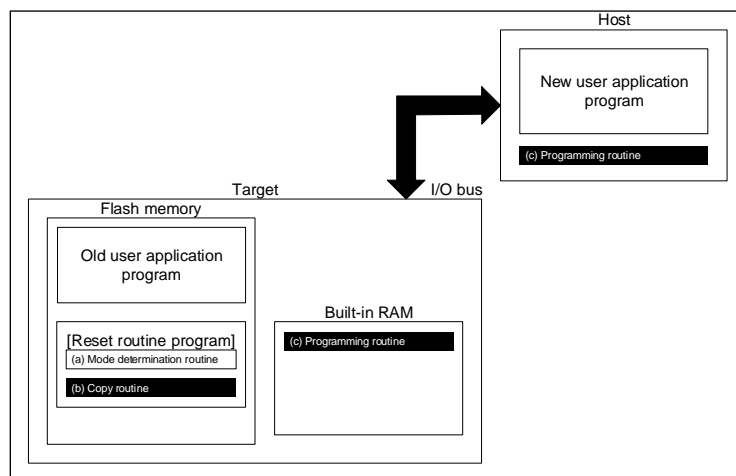 Host
New user application
program
(c) Programming routine
Target
I/O bus
Flash memory
Old user application
program
[Reset routine program]
(a) Mode determination routine
(b) Copy routine
Built-in RAM
(c) Programming routine